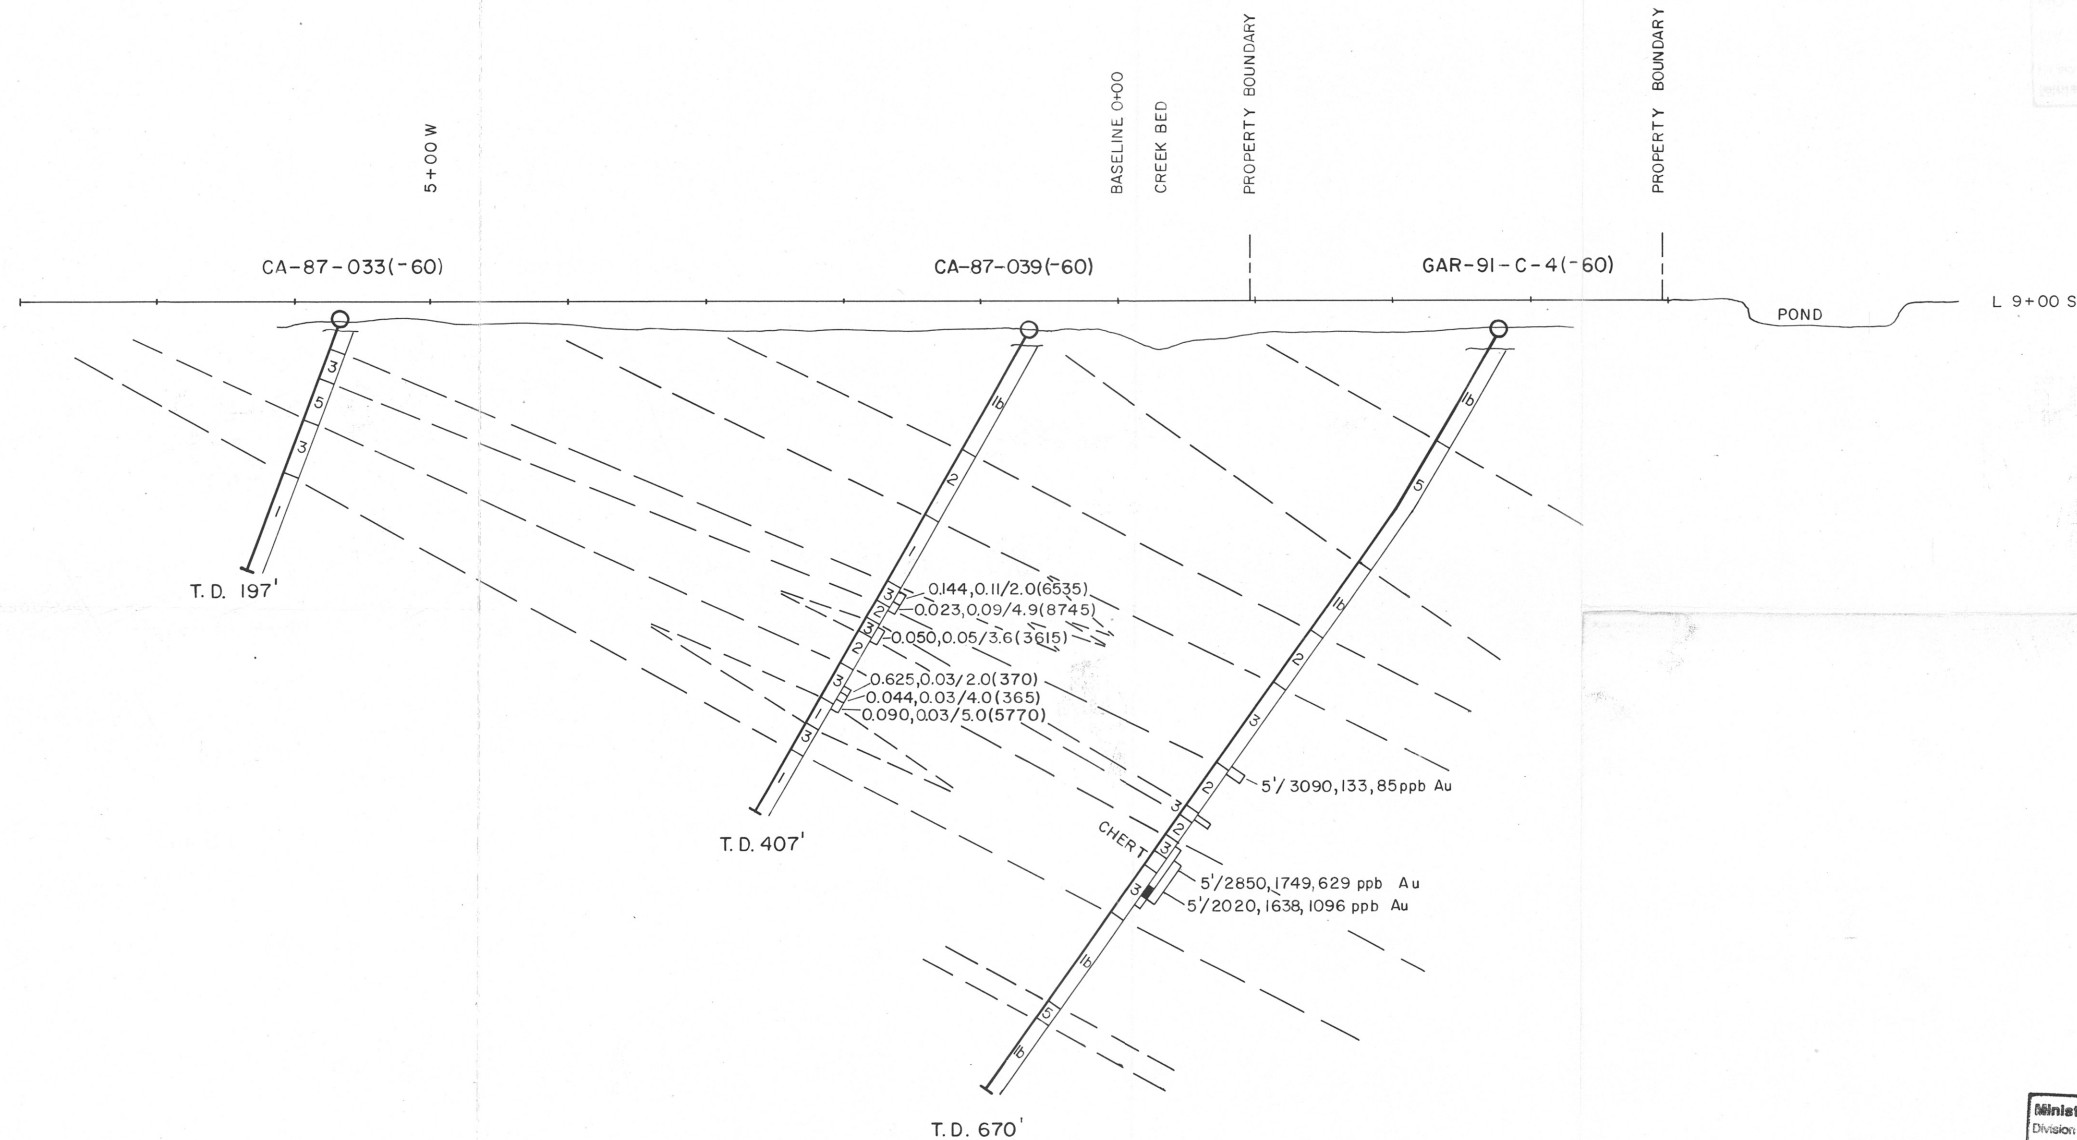 5+00 W
BASELINE 0+00
CREEK BED
PROPERTY BOUNDARY
PROPERTY BOUNDARY
CA-87-033(-60)
CA-87-039(-60)
GAR-91-C-4(-60)
L 9+00 S
POND
3
5
3
1
T.D. 197'
1b
2
1
3
2
3
2
3
1
3
1
0.144,0.11/2.0(6535)
0.023,0.09/4.9(8745)
0.050,0.05/3.6(3615)
0.625,0.03/2.0(370)
0.044,0.03/4.0(365)
0.090,0.03/5.0(5770)
T.D. 407'
1b
5
1b
2
3
2
3
2
3
CHERT
3
1b
5
1b
5'/3090,133,85ppb Au
5'/2850,1749,629 ppb Au
5'/2020,1638,1096 ppb Au
T.D. 670'
Division